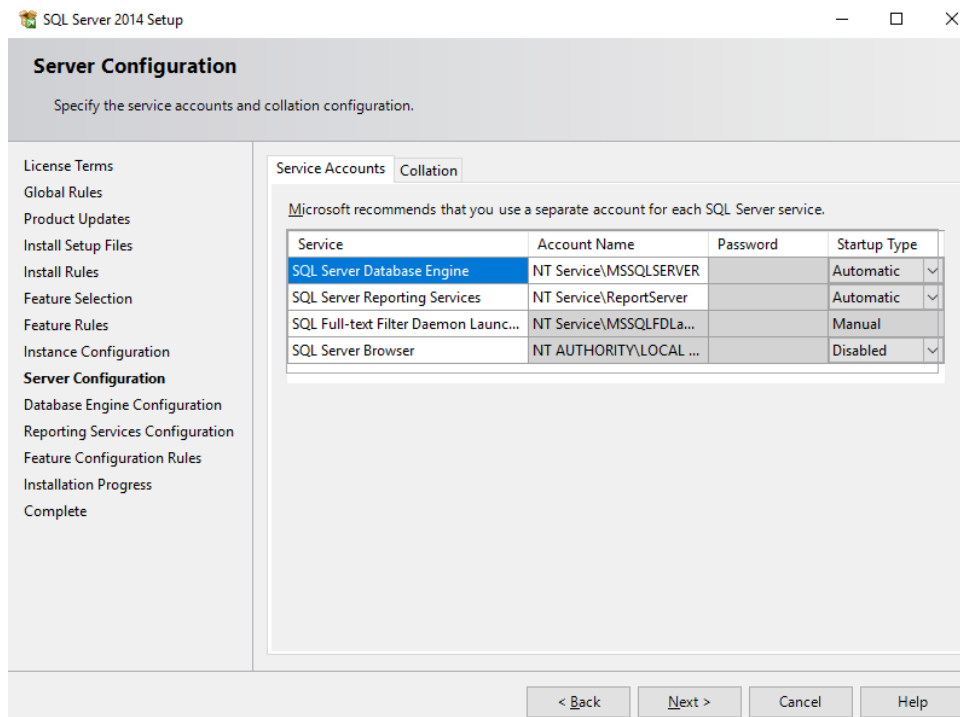 SQL Server 2014 Setup
Server Configuration
Specify the service accounts and collation configuration.
License Terms
Global Rules
Product Updates
Install Setup Files
Install Rules
Feature Selection
Feature Rules
Instance Configuration
Server Configuration
Database Engine Configuration
Reporting Services Configuration
Feature Configuration Rules
Installation Progress
Complete
Service Accounts Collation
Microsoft recommends that you use a separate account for each SQL Server service.
Service Account Name Password Startup Type
SQL Server Database Engine NT Service\MSSQLSERVER Automatic
SQL Server Reporting Services NT Service\ReportServer Automatic
SQL Full-text Filter Daemon Launc... NT Service\MSSQLFDLa... Manual
SQL Server Browser NT AUTHORITY\LOCAL ... Disabled
< Back Next > Cancel Help